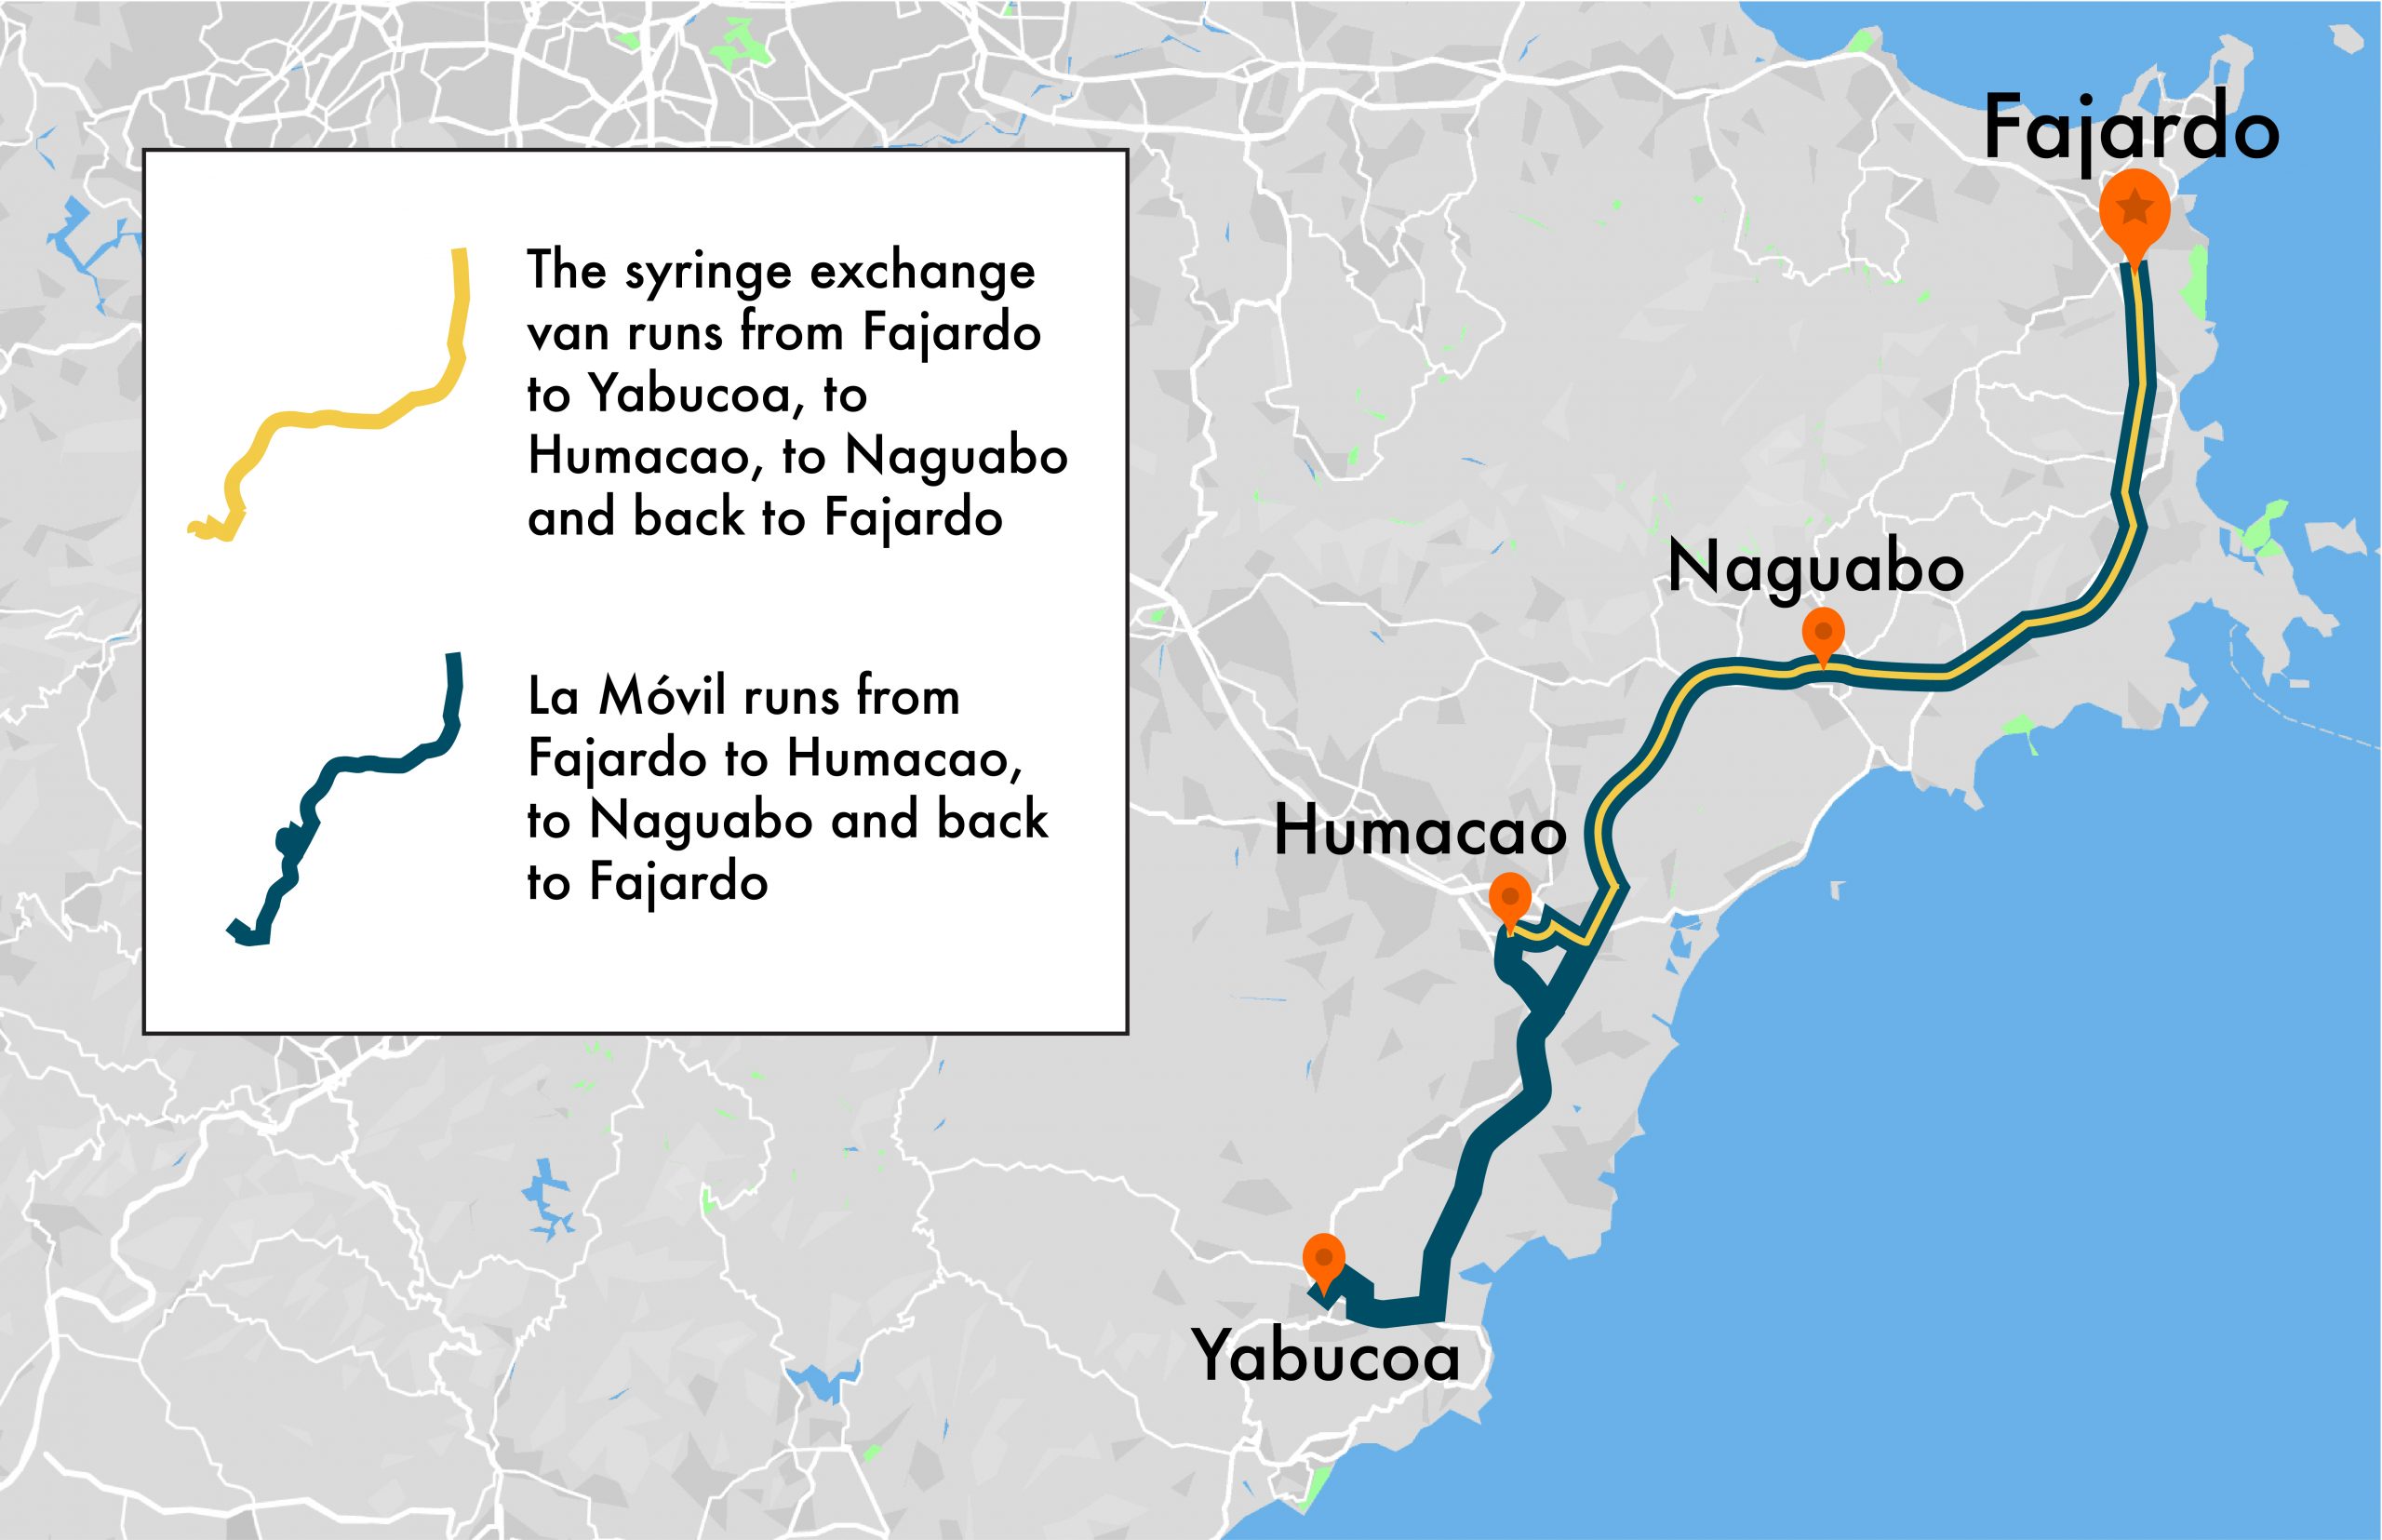 Fajardo
The syringe exchange
van runs from Fajardo
to Yabucoa, to
Humacao, to Naguabo
and back to Fajardo
Naguabo
La Móvil runs from
Fajardo to Humacao,
to Naguabo and back
to Fajardo
Humacao
Yabucoa